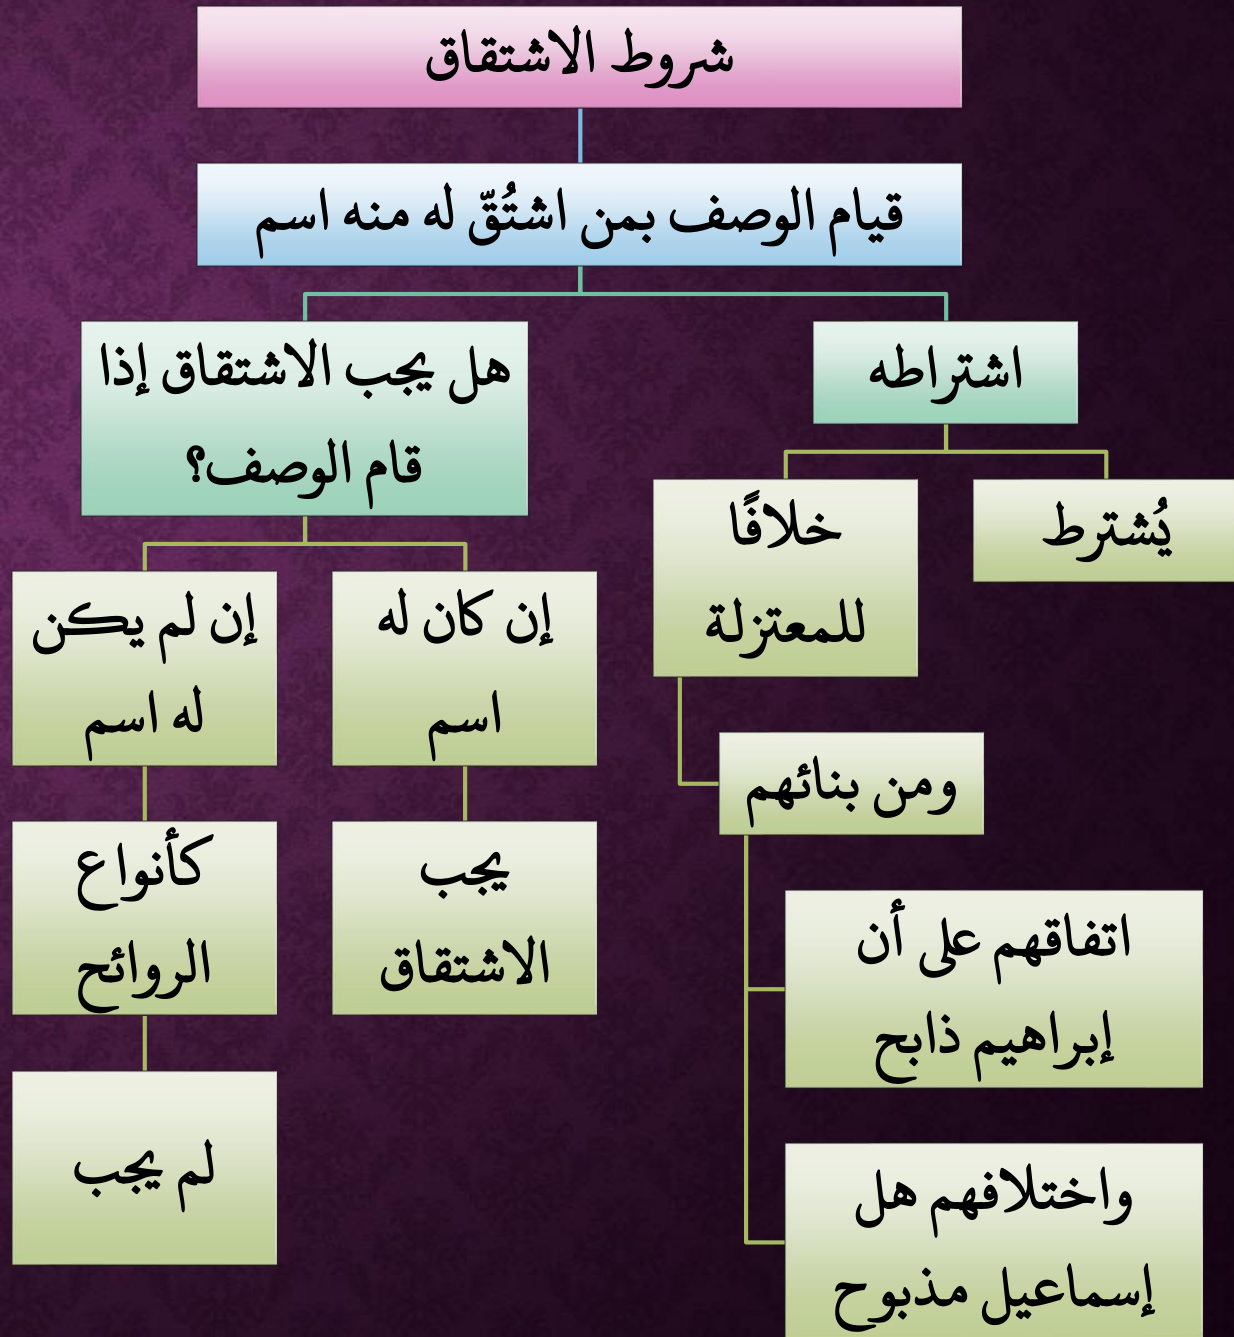 شروط الاشتقاق
قيام الوصف بمن اشتُقّ له منه اسم
اشتراطه
يُشترط
خلافًا
للمعتزلة
ومن بنائهم
اتفاقهم على أن
إبراهيم ذابح
واختلافهم هل
إسماعيل مذبوح
هل يجب الاشتقاق إذا
قام الوصف؟
إن كان له
اسم
يجب
الاشتقاق
إن لم يكن
له اسم
كأنواع
الروائح
لم يجب